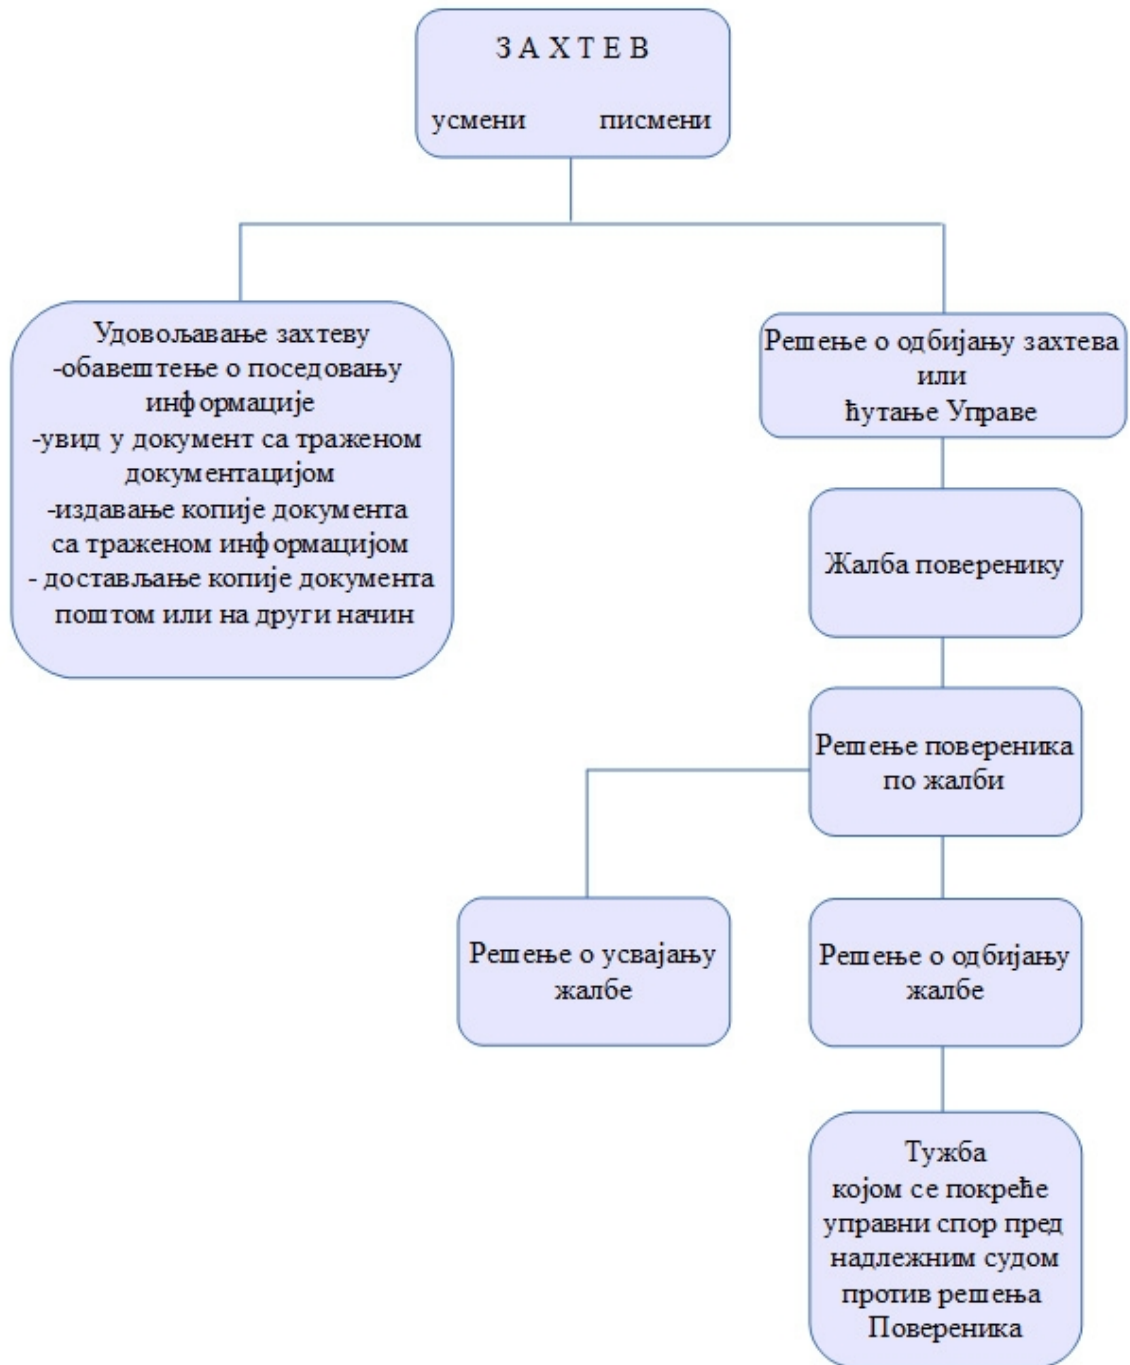 З А Х Т Е В
усмени писмени
Удовољавање захтеву
-обавештење о поседовању
информације
-увид у документ са траженом
документацијом
-издавање копије документа
са траженом информацијом
- достављање копије документа
поштом или на други начин
Решење о одбијању захтева
или
ћутање Управе
Жалба поверенику
Решење повереника
по жалби
Решење о усвајању
жалбе
Решење о одбијању
жалбе
Тужба
којом се покреће
управни спор пред
надлежним судом
против решења
Повереника